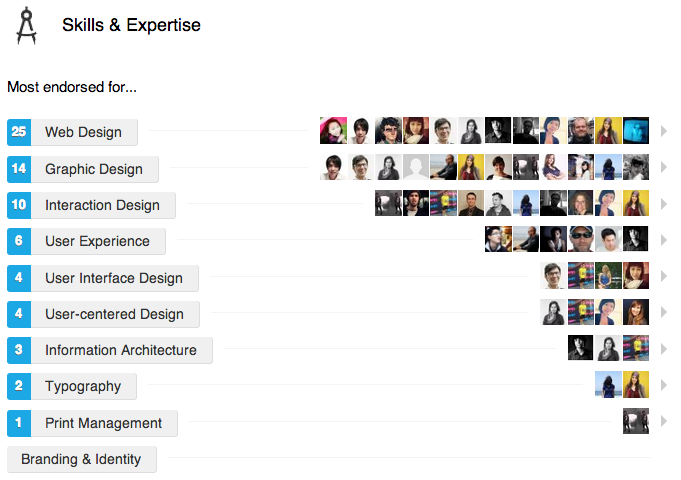 Skills & Expertise
Most endorsed for...
25 Web Design
14 Graphic Design
10 Interaction Design
6 User Experience
4 User Interface Design
4 User-centered Design
3 Information Architecture
2 Typography
1 Print Management
Branding & Identity